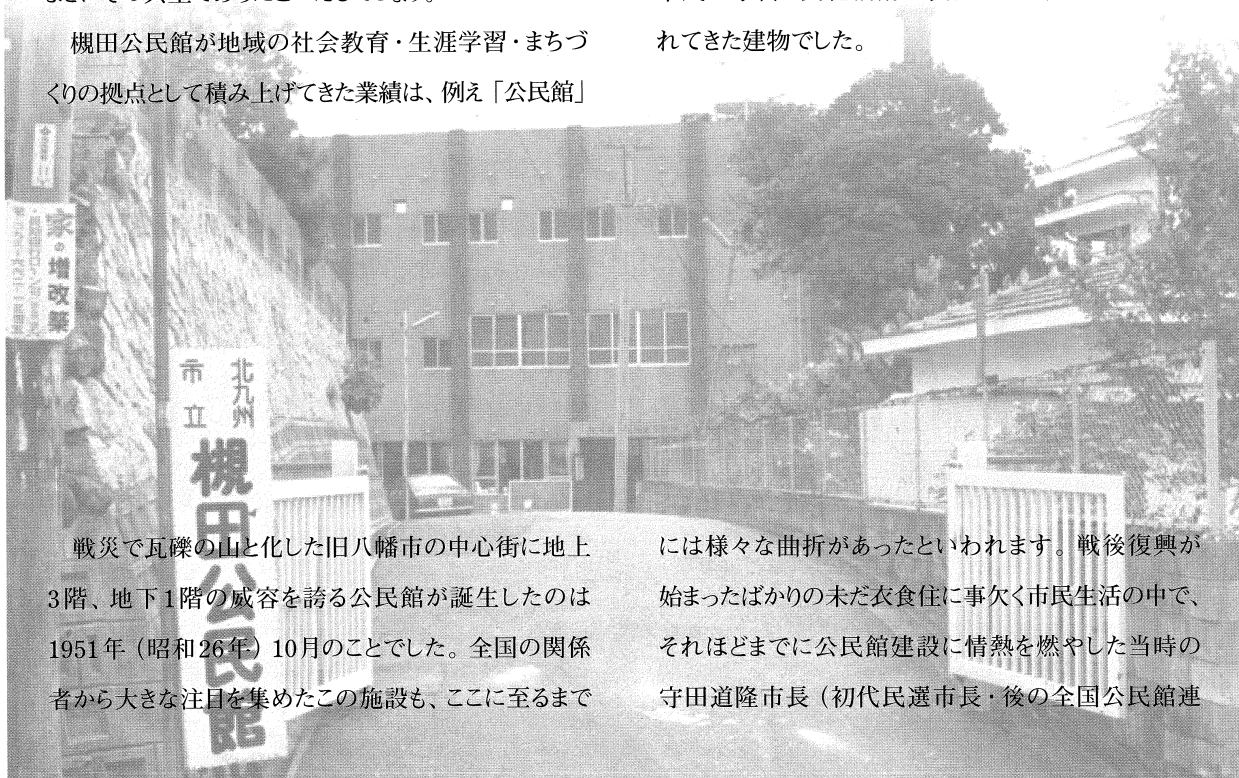 槻田公民館が地域の社会教育・生涯学習・まちづ
くりの拠点として積み上げてきた業績は、例え「公民館」
れてきた建物でした。
家の増改築
北九州
市立
槻田公民館
戦災で瓦礫の山と化した旧八幡市の中心街に地上
3階、地下1階の威容を誇る公民館が誕生したのは
1951年（昭和26年）10月のことでした。全国の関係
者から大きな注目を集めたこの施設も、ここに至るまで
には様々な曲折があったといわれます。戦後復興が
始まったばかりの未だ衣食住に事欠く市民生活の中で、
それほどまでに公民館建設に情熱を燃やした当時の
守田道隆市長（初代民選市長・後の全国公民館連